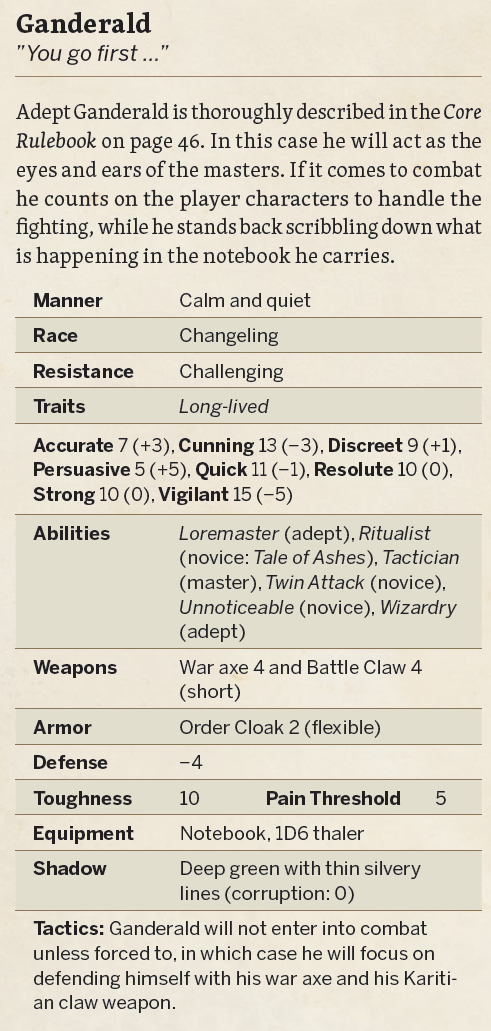 Ganderald
"You go first ..."
Adept Ganderald is thoroughly described in the Core
Rulebook on page 46. In this case he will act as the
eyes and ears of the masters. If it comes to combat
he counts on the player characters to handle the
fighting, while he stands back scribbling down what
is happening in the notebook he carries.
Manner Calm and quiet
Race Changeling
Resistance Challenging
Traits Long-lived
Accurate 7 (+3), Cunning 13 (−3), Discreet 9 (+1),
Persuasive 5 (+5), Quick 11 (−1), Resolute 10 (0),
Strong 10 (0), Vigilant 15 (−5)
Abilities Loremaster (adept), Ritualist
(novice: Tale of Ashes), Tactician
(master), Twin Attack (novice),
Unnoticeable (novice), Wizardry
(adept)
Weapons War axe 4 and Battle Claw 4
(short)
Armor Order Cloak 2 (flexible)
Defense −4
Toughness 10 Pain Threshold 5
Equipment Notebook, 1D6 thaler
Shadow Deep green with thin silvery
lines (corruption: 0)
Tactics: Ganderald will not enter into combat
unless forced to, in which case he will focus on
defending himself with his war axe and his Kariti-
an claw weapon.